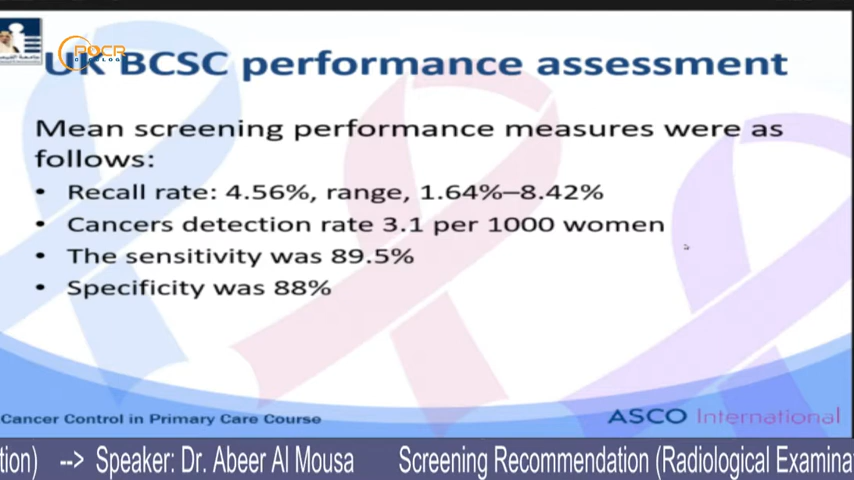 UK BCSC performance assessment
Mean screening performance measures were as
follows:
• Recall rate: 4.56%, range, 1.64%–8.42%
• Cancers detection rate 3.1 per 1000 women
• The sensitivity was 89.5%
• Specificity was 88%
Cancer Control in Primary Care Course
ASCO International
tion) --> Speaker: Dr. Abeer Al Mousa Screening Recommendation (Radiological Examina